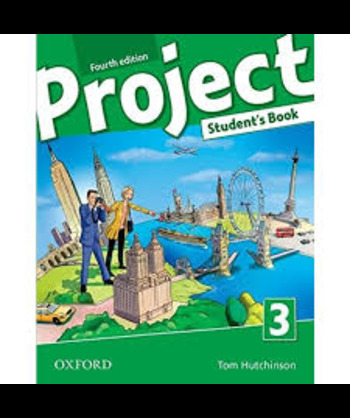 Fourth edition
Project
Student's Book
3
OXFORD
Tom Hutchinson